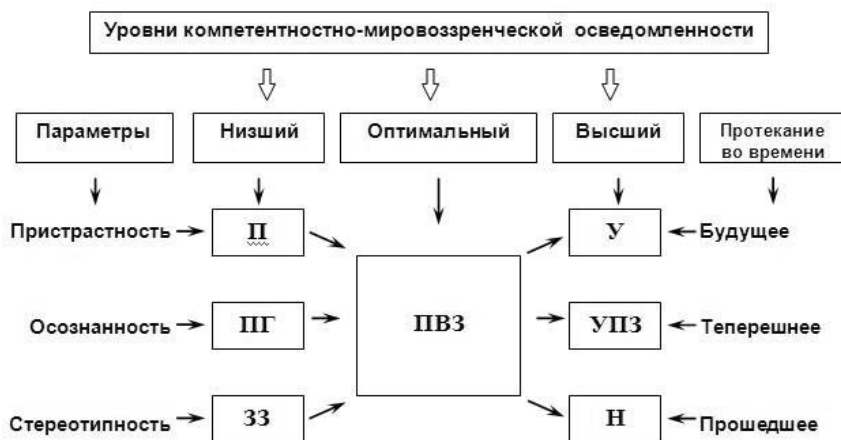 Уровни компетентностно-мировоззренческой осведомленности
Параметры
Низший
Оптимальный
Высший
Протекание
во времени
Пристрастность
П
У
Будущее
Осознанность
ПГ
ПВЗ
УПЗ
Теперешнее
Стереотипность
ЗЗ
Н
Прошедшее